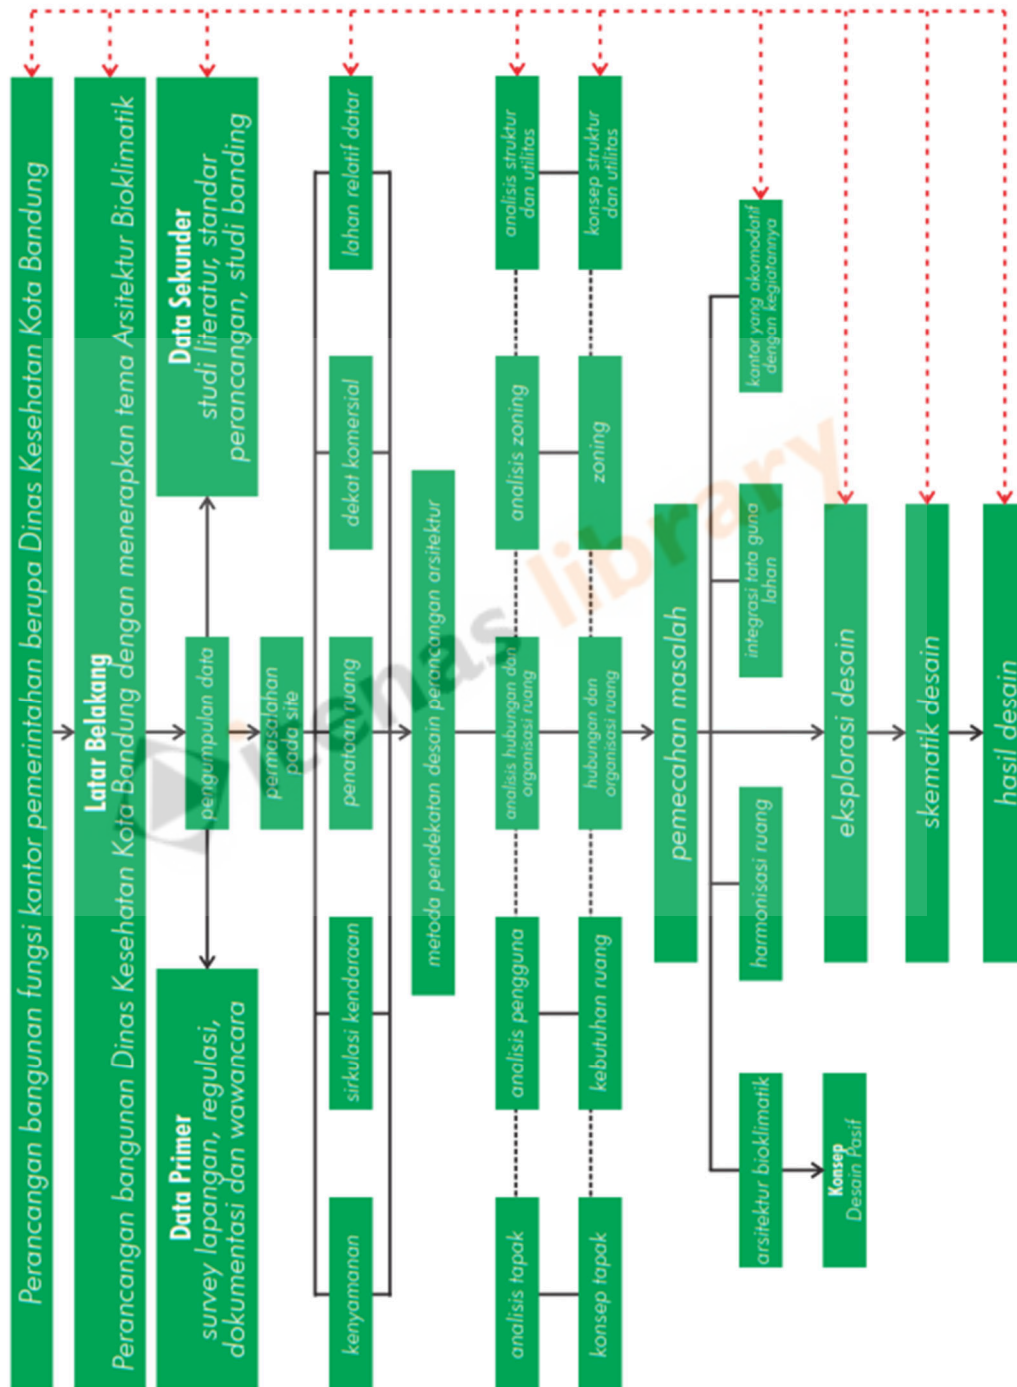 Perancangan bangunan fungsi kantor pemerintahan berupa Dinas Kesehatan Kota Bandung
Latar Belakang
Perancangan bangunan Dinas Kesehatan Kota Bandung dengan menerapkan tema Arsitektur Bioklimatik
Data Primer
survey lapangan, regulasi,
dokumentasi dan wawancara
pengumpulan data
Data Sekunder
studi literatur, standar
perancangan, studi banding
permasalahan
pada site
kenyamanan
sirkulasi kendaraan
penataan ruang
dekat komersial
lahan relatif datar
metoda pendekatan desain perancangan arsitektur
analisis tapak
analisis pengguna
analisis hubungan dan
organisasi ruang
analisis zoning
analisis struktur
dan utilitas
konsep tapak
kebutuhan ruang
hubungan dan
organisasi ruang
zoning
konsep struktur
dan utilitas
pemecahan masalah
arsitektur bioklimatik
harmonisasi ruang
integrasi tata guna
lahan
kantor yang akomodatif
dengan kegiatannya
Konsep
Desain Pasif
eksplorasi desain
skematik desain
hasil desain
itenas library